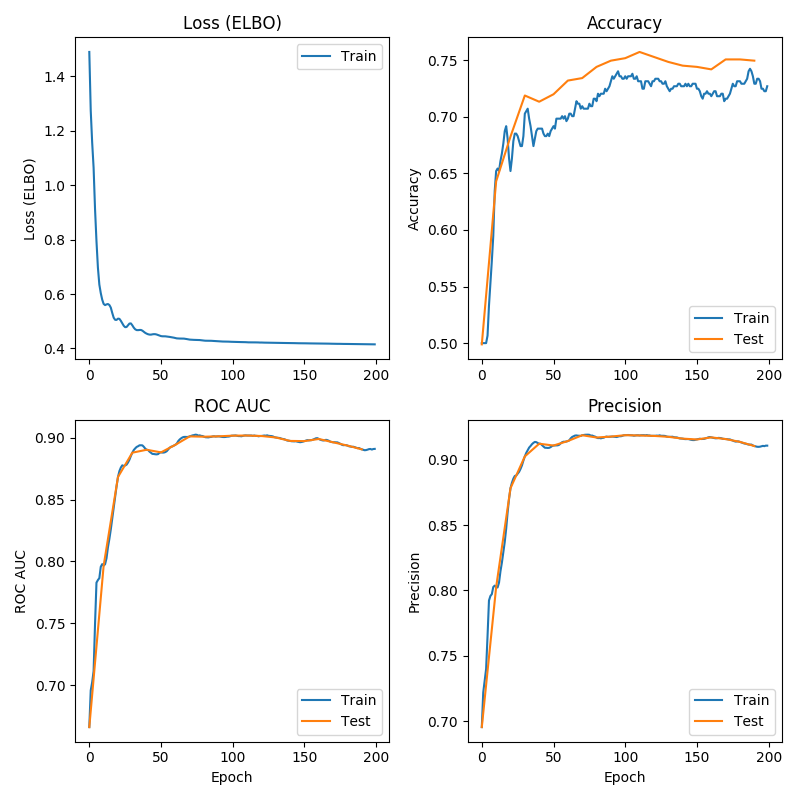 Loss (ELBO)
Loss (ELBO)
1.4
1.2
1.0
0.8
0.6
0.4
0
50
100
150
200
Train
Accuracy
Accuracy
0.75
0.70
0.65
0.60
0.55
0.50
0
50
100
150
200
Train
Test
ROC AUC
ROC AUC
0.90
0.85
0.80
0.75
0.70
0
50
100
150
200
Epoch
Train
Test
Precision
Precision
0.90
0.85
0.80
0.75
0.70
0
50
100
150
200
Epoch
Train
Test